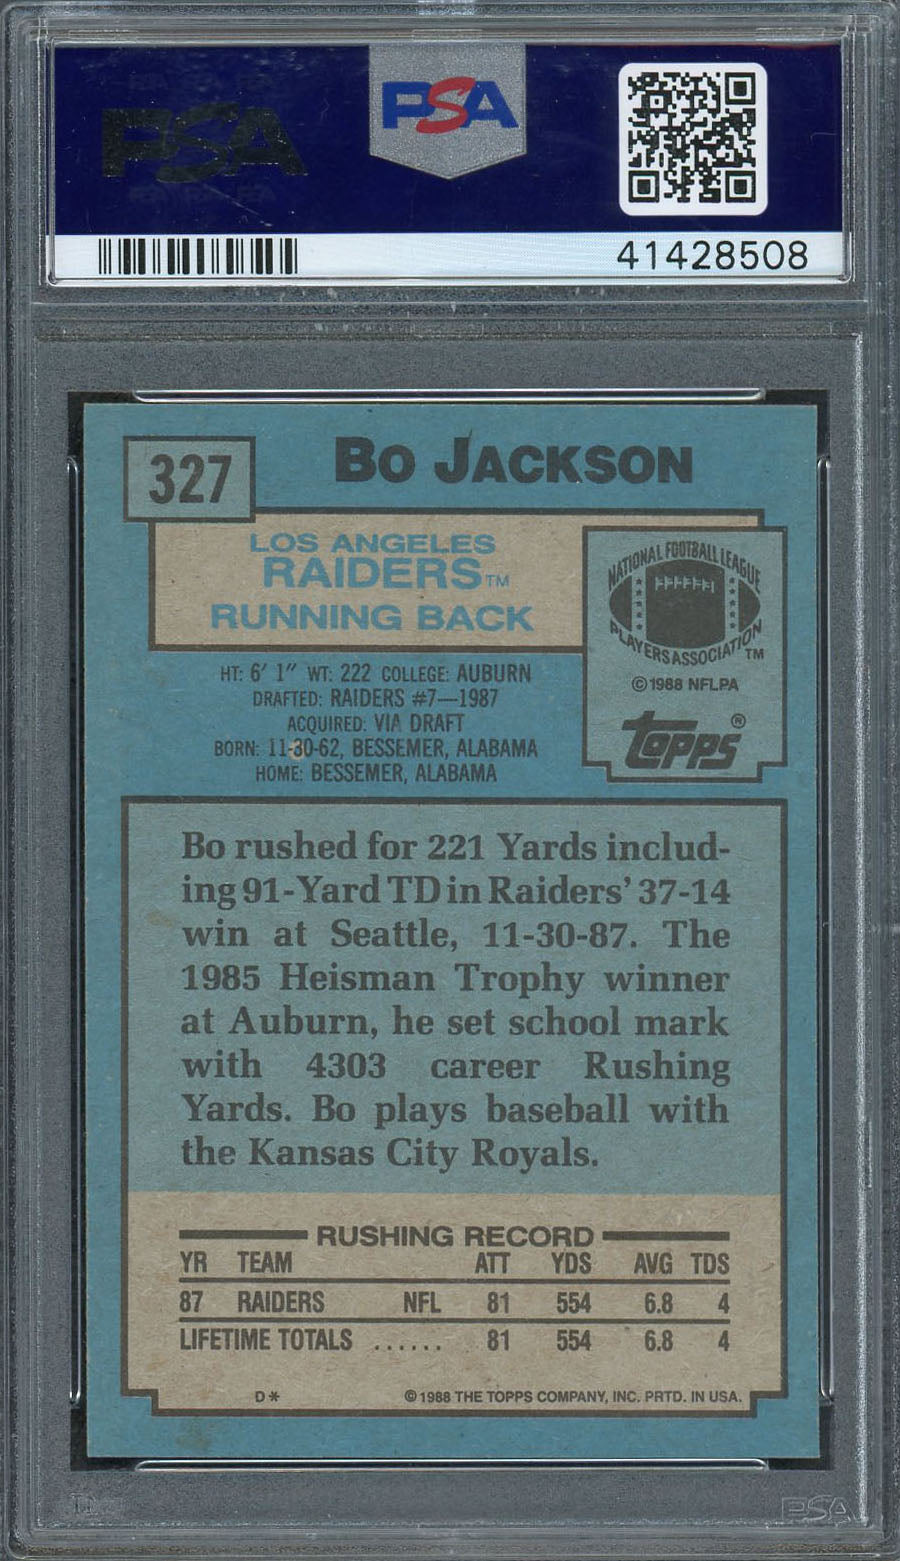 PSA
PSA
41428508
327
BO JACKSON
LOS ANGELES
RAIDERS™
RUNNING BACK
NATIONAL FOOTBALL LEAGUE
PLAYERS ASSOCIATION™
©1988 NFLPA
Topps®
HT: 6' 1" WT: 222 COLLEGE: AUBURN
DRAFTED: RAIDERS #7—1987
ACQUIRED: VIA DRAFT
BORN: 11-30-62, BESSEMER, ALABAMA
HOME: BESSEMER, ALABAMA
Bo rushed for 221 Yards includ-
ing 91-Yard TD in Raiders' 37-14
win at Seattle, 11-30-87. The
1985 Heisman Trophy winner
at Auburn, he set school mark
with 4303 career Rushing
Yards. Bo plays baseball with
the Kansas City Royals.
RUSHING RECORD
YR TEAM ATT YDS AVG TDS
87 RAIDERS NFL 81 554 6.8 4
LIFETIME TOTALS ...... 81 554 6.8 4
D* ©1988 THE TOPPS COMPANY, INC. PRTD. IN USA.
PSA